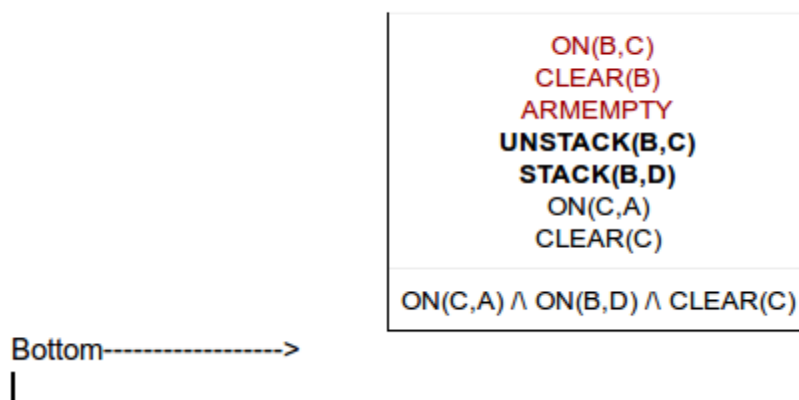 ON(B,C)
CLEAR(B)
ARMEMPTY
UNSTACK(B,C)
STACK(B,D)
ON(C,A)
CLEAR(C)
ON(C,A) /\ ON(B,D) /\ CLEAR(C)
Bottom------------------>